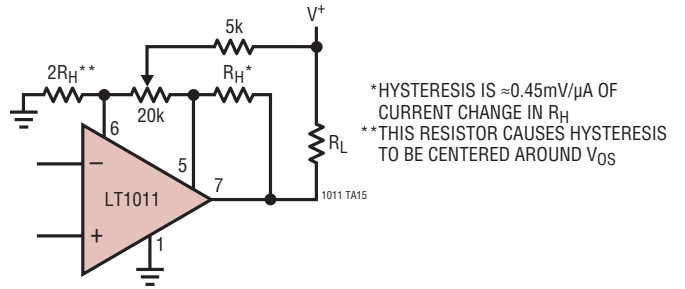 V+
5k
2RH**
RH*
20k
6
5
RL
7
1
−
+
LT1011
1011 TA15
*HYSTERESIS IS ≈0.45mV/µA OF
CURRENT CHANGE IN RH
**THIS RESISTOR CAUSES HYSTERESIS
TO BE CENTERED AROUND VOS